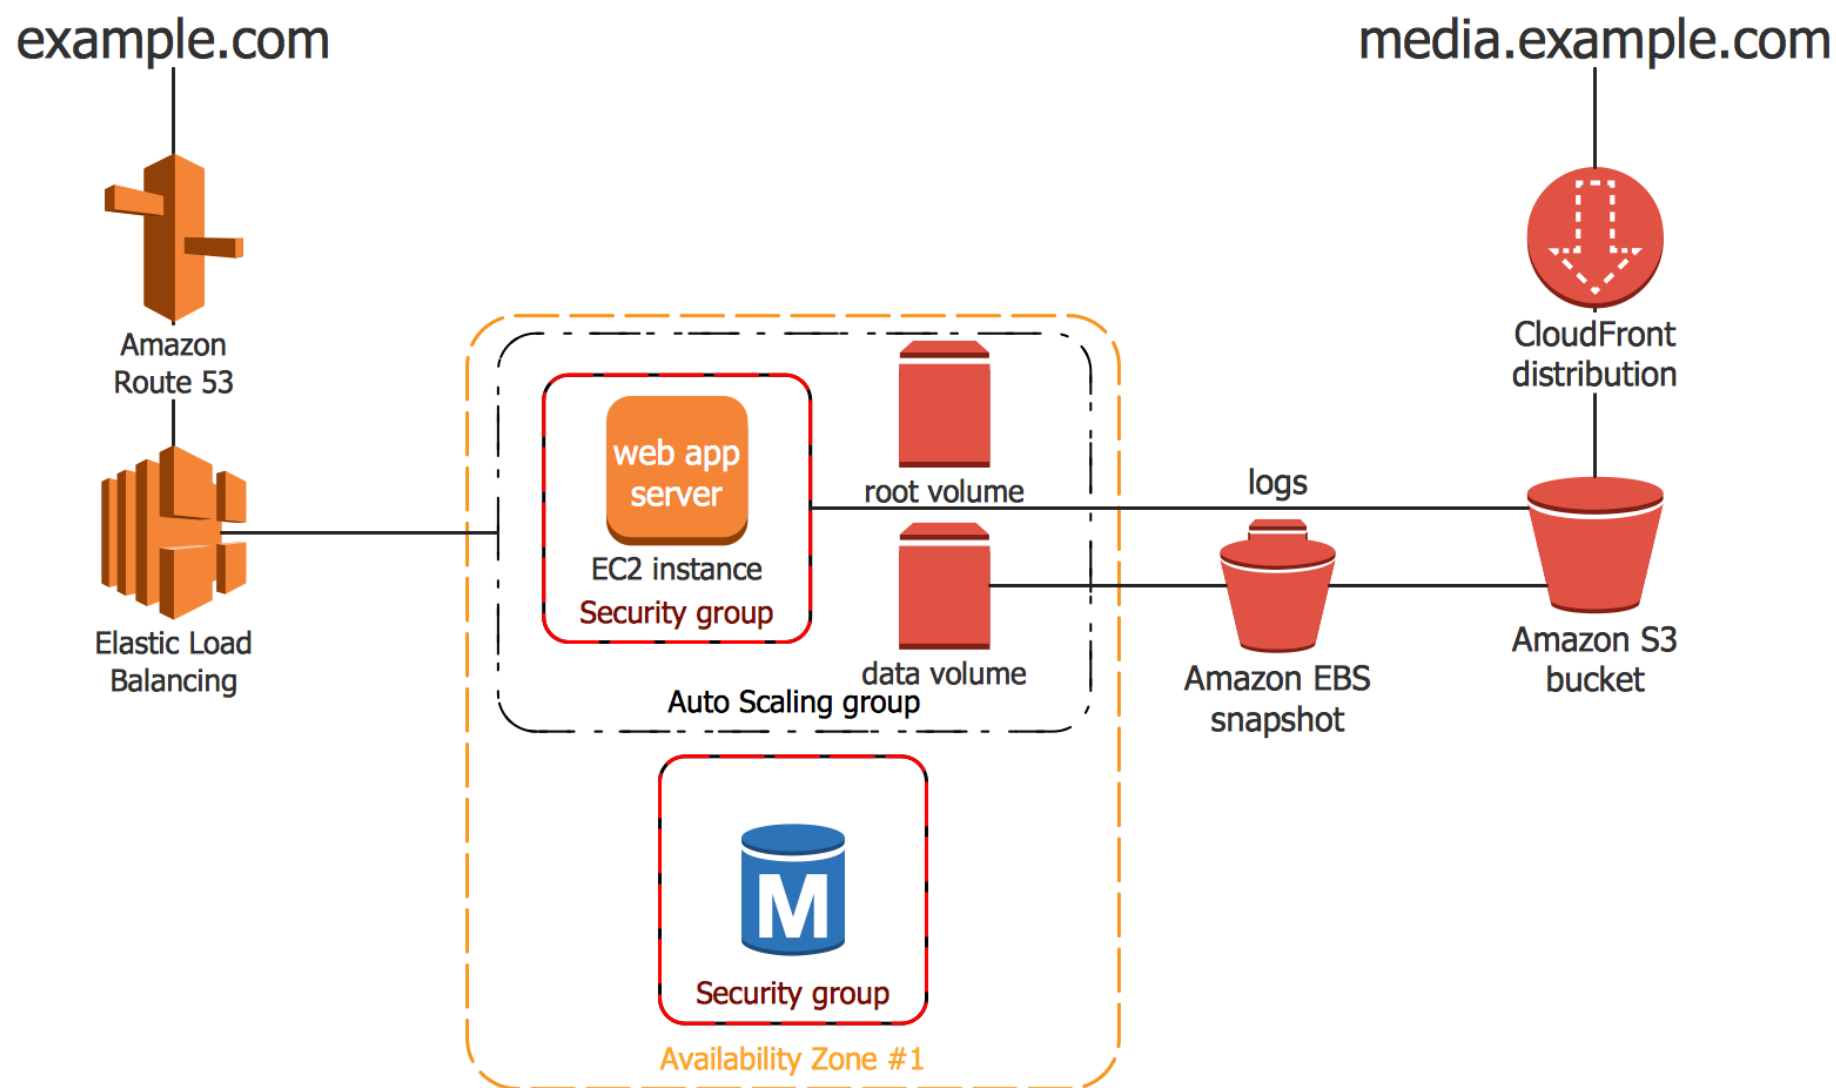 example.com
media.example.com
Amazon
Route 53
CloudFront
distribution
web app
server
root volume
logs
EC2 instance
Security group
Elastic Load
Balancing
data volume
Auto Scaling group
Amazon EBS
snapshot
Amazon S3
bucket
M
Security group
Availability Zone #1